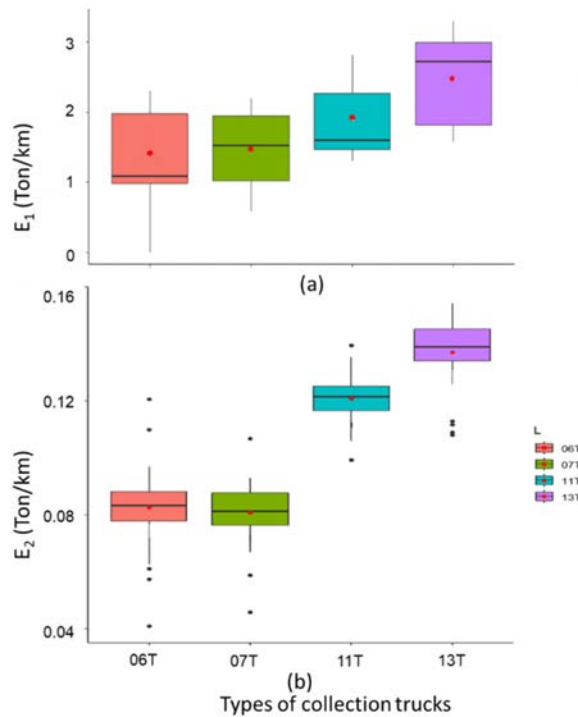 3
2
1
0
E1 (Ton/km)
(a)
0.16
0.12
0.08
0.04
E2 (Ton/km)
L
06T
07T
11T
13T
06T 07T 11T 13T
(b)
Types of collection trucks